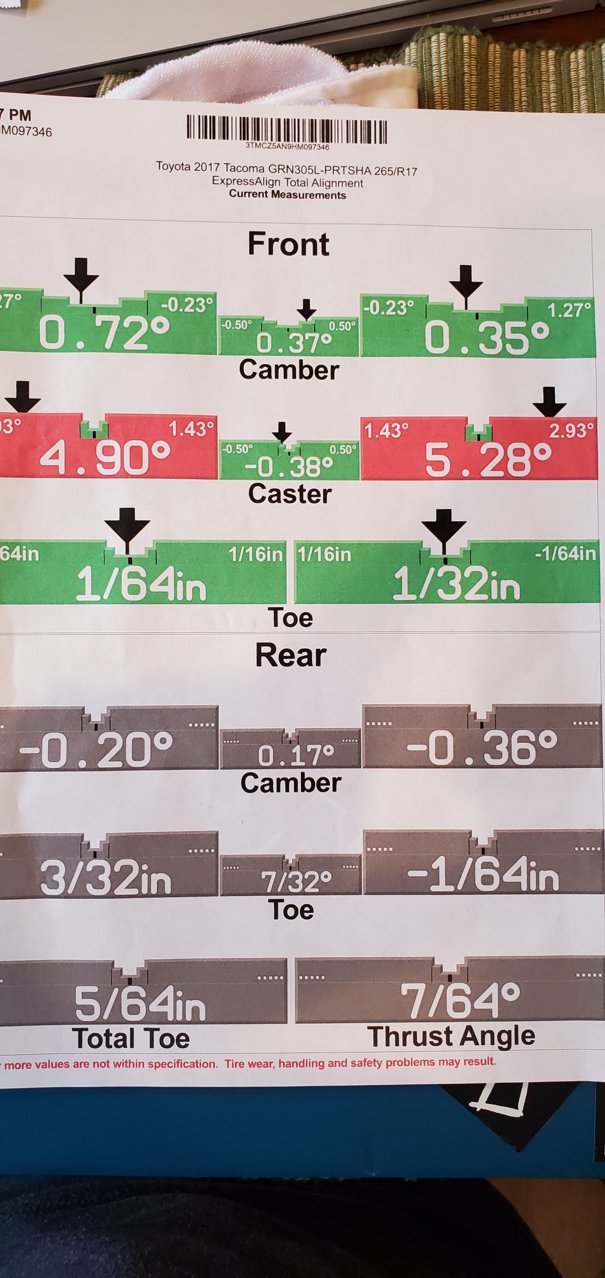 7 PM
HM097346
3TMCZ5AN9HM097346
Toyota 2017 Tacoma GRN305L-PRTSHA 265/R17
ExpressAlign Total Alignment
Current Measurements
Front
27° -0.23° -0.50° 0.50° -0.23° 1.27°
0.72° 0.37° 0.35°
Camber
93° 1.43° -0.50° 0.50° 1.43° 2.93°
4.90° -0.38° 5.28°
Caster
64in 1/16in 1/16in -1/64in
1/64in 1/32in
Toe
Rear
-0.20° 0.17° -0.36°
Camber
3/32in 7/32° -1/64in
Toe
5/64in 7/64°
Total Toe Thrust Angle
more values are not within specification. Tire wear, handling and safety problems may result.